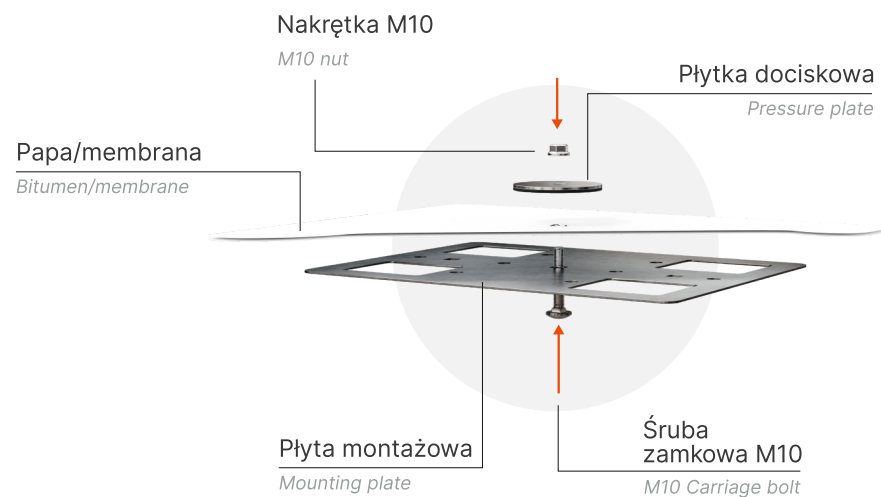 Nakrętka M10
M10 nut
Płytka dociskowa
Pressure plate
Papa/membrana
Bitumen/membrane
Płyta montażowa
Mounting plate
Śruba
zamkowa M10
M10 Carriage bolt